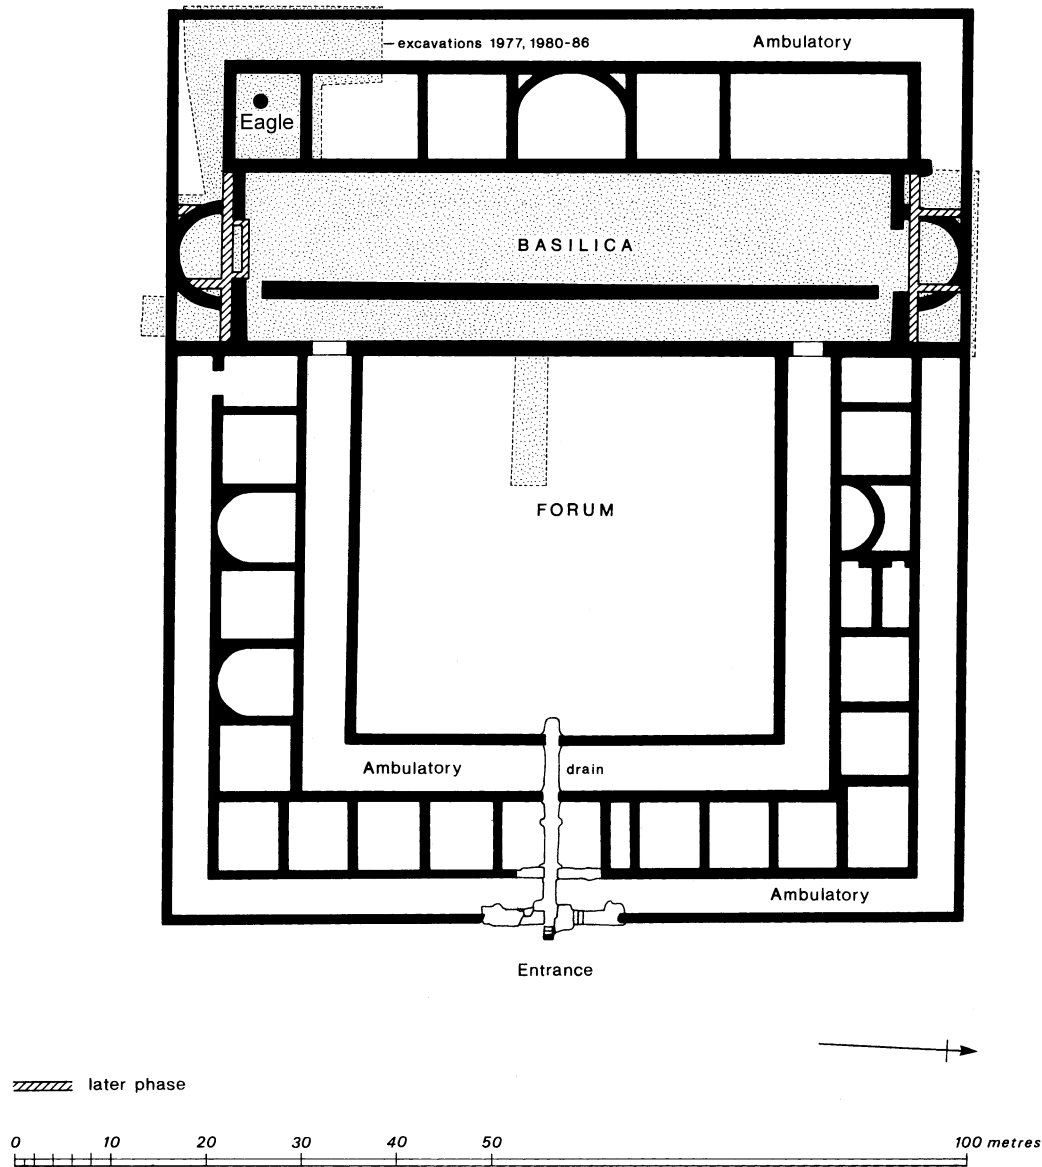 excavations 1977, 1980-86
Ambulatory
Eagle
BASILICA
FORUM
Ambulatory
drain
Ambulatory
Entrance
later phase
0 10 20 30 40 50 100 metres